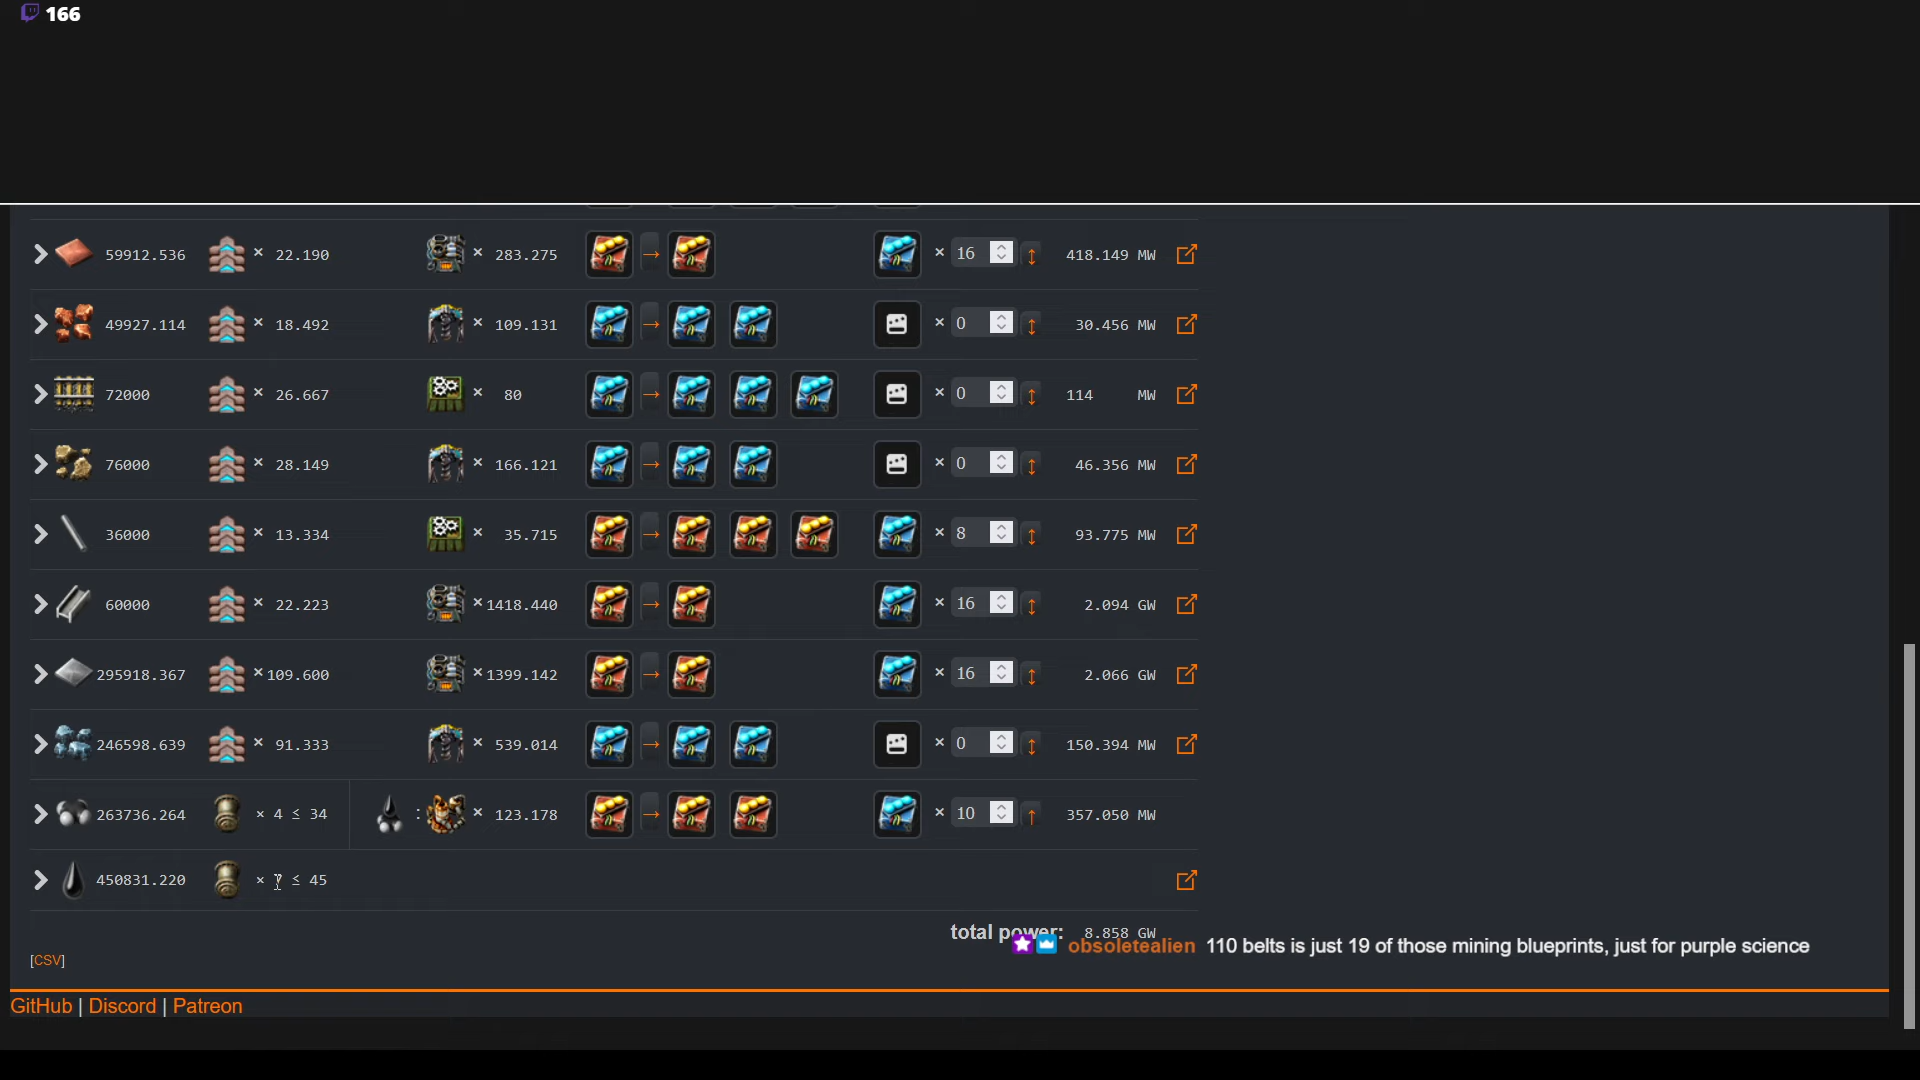 166
59912.536 × 22.190 × 283.275 → × 16 418.149 MW
49927.114 × 18.492 × 109.131 → × 0 30.456 MW
72000 × 26.667 × 80 → × 0 114 MW
76000 × 28.149 × 166.121 → × 0 46.356 MW
36000 × 13.334 × 35.715 → × 8 93.775 MW
60000 × 22.223 × 1418.440 → × 16 2.094 GW
295918.367 × 109.600 × 1399.142 → × 16 2.066 GW
246598.639 × 91.333 × 539.014 → × 0 150.394 MW
263736.264 × 4 ≤ 34 : × 123.178 → × 10 357.050 MW
450831.220 × ≤ 45
total power: 8.858 GW
obsoletealien 110 belts is just 19 of those mining blueprints, just for purple science
[CSV]
GitHub | Discord | Patreon